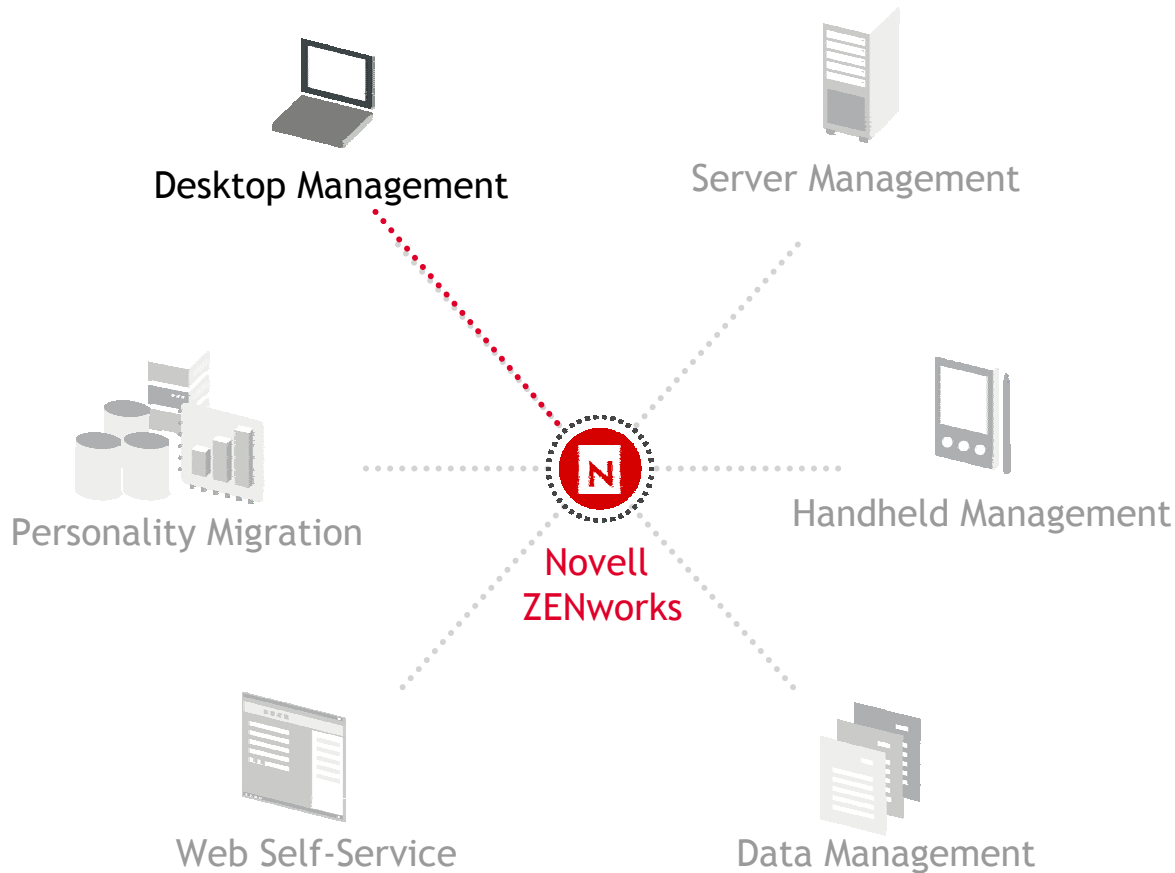 Desktop Management
Server Management
Personality Migration
Handheld Management
N
Novell
ZENworks
Web Self-Service
Data Management